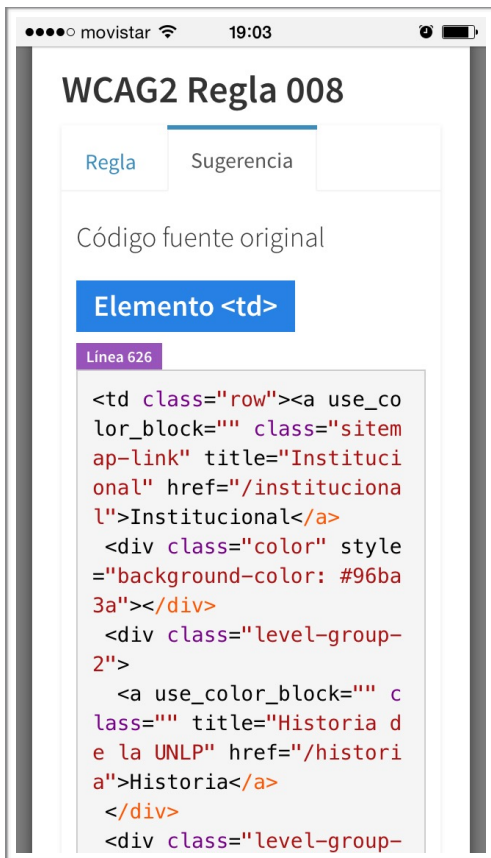 movistar 19:03
WCAG2 Regla 008
Regla Sugerencia
Código fuente original
Elemento <td>
Línea 626
<td class="row"><a use_co
lor_block="" class="sitem
ap-link" title="Instituci
onal" href="/instituciona
l">Institucional</a>
<div class="color" style
="background-color: #96ba
3a"></div>
<div class="level-group-
2">
<a use_color_block="" c
lass="" title="Historia d
e la UNLP" href="/histori
a">Historia</a>
</div>
<div class="level-group-